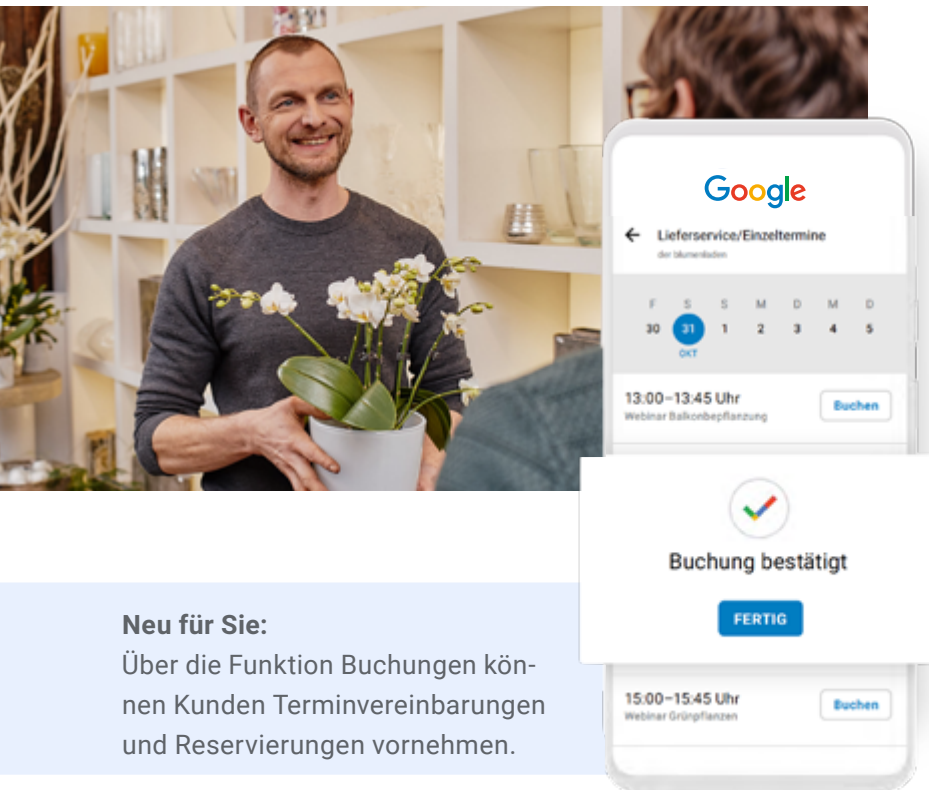 Google
Lieferservice/Einzeltermine
der blumenladen
F S S M D M D
30 31 1 2 3 4 5
OKT
13:00–13:45 Uhr
Buchen
Webinar Balkonbepflanzung
Buchung bestätigt
FERTIG
Neu für Sie:
Über die Funktion Buchungen kön-
nen Kunden Terminvereinbarungen
und Reservierungen vornehmen.
15:00–15:45 Uhr
Buchen
Webinar Grünpflanzen